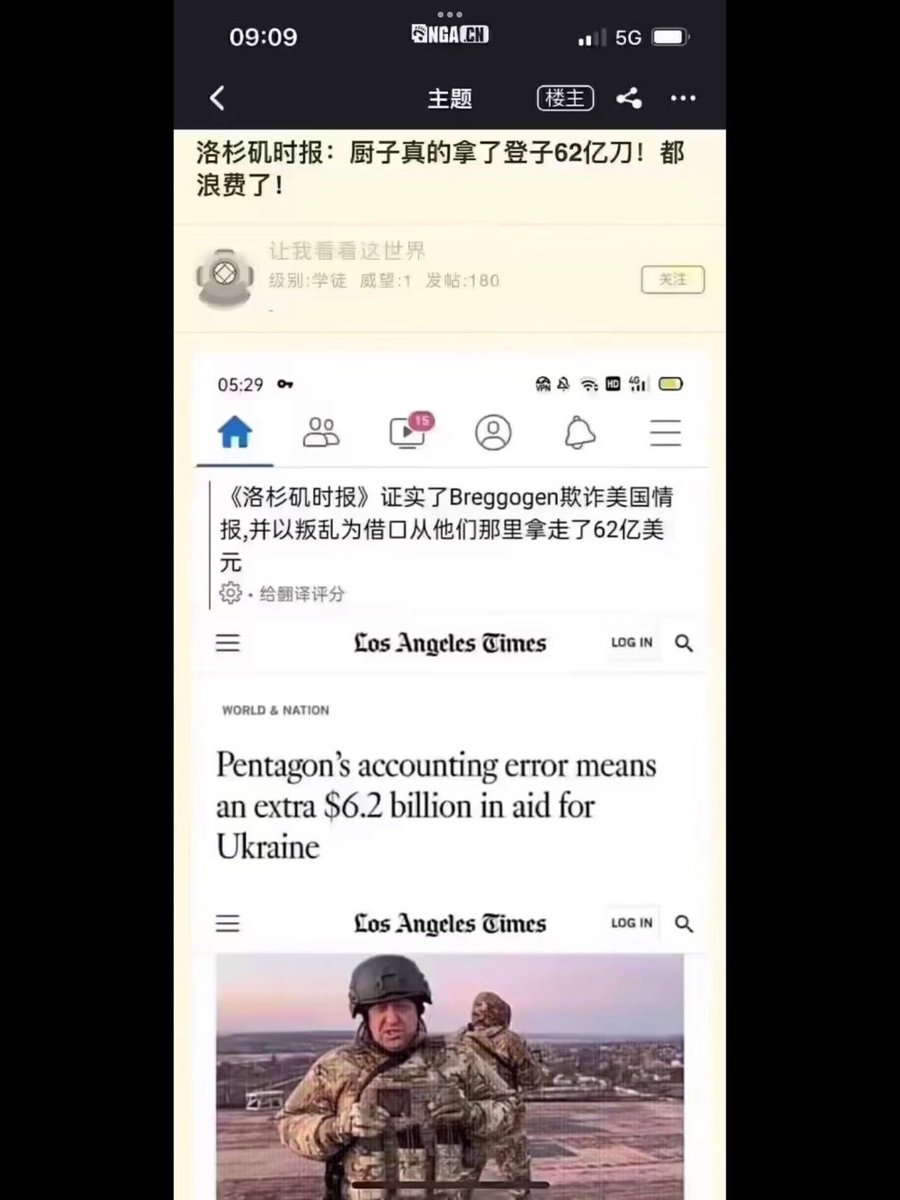 09:09
NGA.CN
5G
主题
楼主
洛杉矶时报：厨子真的拿了登子62亿刀！都
浪费了！
让我看看这世界
级别:学徒 威望:1 发帖:180
关注
-
05:29
VPN
HD
4G
15
《洛杉矶时报》证实了Breggogen欺诈美国情
报,并以叛乱为借口从他们那里拿走了62亿美
元
· 给翻译评分
Los Angeles Times
LOG IN
WORLD & NATION
Pentagon’s accounting error means
an extra $6.2 billion in aid for
Ukraine
Los Angeles Times
LOG IN